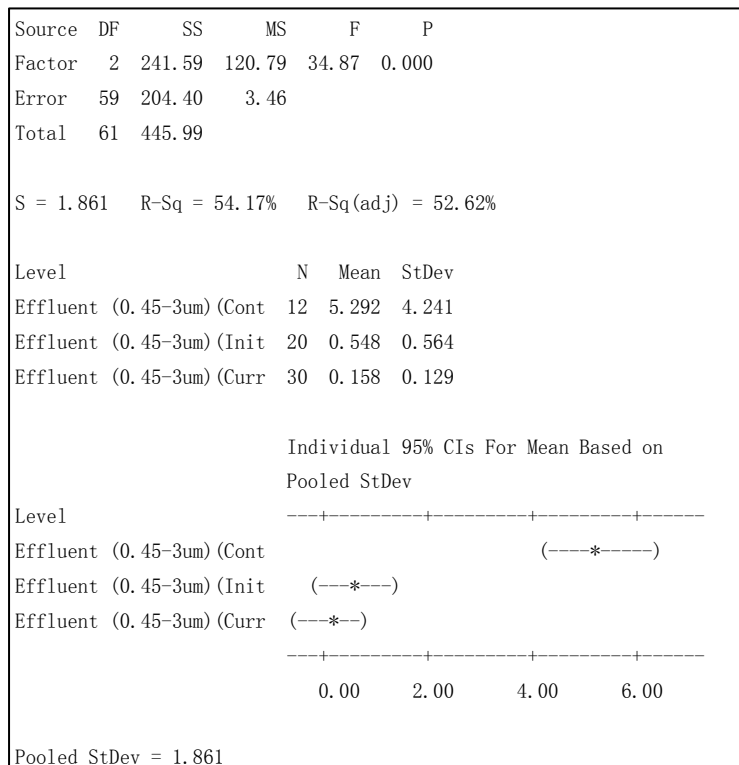 Source  DF      SS      MS      F      P
Factor   2  241.59  120.79  34.87  0.000
Error   59  204.40    3.46
Total   61  445.99
S = 1.861   R-Sq = 54.17%   R-Sq(adj) = 52.62%
Level                     N   Mean  StDev
Effluent (0.45-3um)(Cont  12  5.292  4.241
Effluent (0.45-3um)(Init  20  0.548  0.564
Effluent (0.45-3um)(Curr  30  0.158  0.129
Individual 95% CIs For Mean Based on
Pooled StDev
Level                     ---+---------+---------+---------+------
Effluent (0.45-3um)(Cont                          (----*-----)
Effluent (0.45-3um)(Init    (---*---)
Effluent (0.45-3um)(Curr  (---*--)
---+---------+---------+---------+------
0.00      2.00      4.00      6.00
Pooled StDev = 1.861